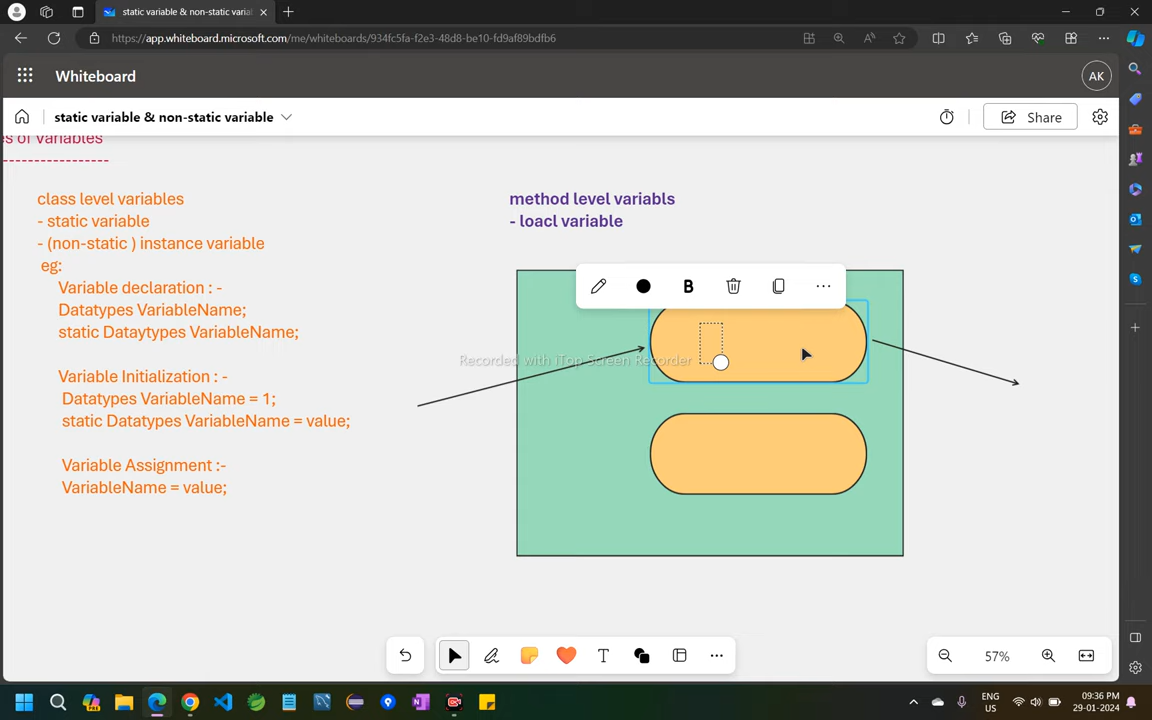 static variable & non-static varia
https://app.whiteboard.microsoft.com/me/whiteboards/934fc5fa-f2e3-48d8-be10-fd9af89bdfb6
Whiteboard
AK
static variable & non-static variable
Share
es of variables
------------------
class level variables
- static variable
- (non-static ) instance variable
eg:
Variable declaration : -
Datatypes VariableName;
static Dataytypes VariableName;
Variable Initialization : -
Datatypes VariableName = 1;
static Datatypes VariableName = value;
Variable Assignment :-
VariableName = value;
method level variabls
- loacl variable
B
Recorded with iTop Screen Recorder
T
57%
ENG
US
09:36 PM
29-01-2024